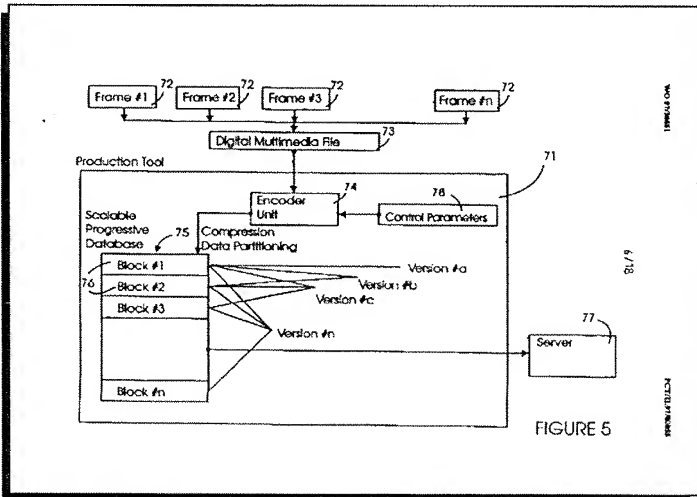 72 72 72 72
Frame #1 Frame #2 Frame #3 Frame #n
73
Digital Multimedia File
Production Tool
71
74
Encoder
Unit
78
Control Parameters
Scalable
Progressive
Database
75
Compression
Data Partitioning
76
Block #1
Block #2
Block #3
Block #n
Version #a
Version #b
Version #c
Version #n
77
Server
FIGURE 5
6/18